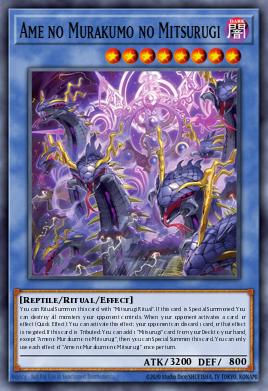 AME NO MURAKUMO NO MITSURUGI
DARK
闇
[REPTILE/RITUAL/EFFECT]
You can Ritual Summon this card with "Mitsurugi Ritual". If this card is Special Summoned: You
can destroy all monsters your opponent controls. When your opponent activates a card or
effect (Quick Effect): You can activate this effect; your opponent can discard 1 card, or that effect
is negated. If this card is Tributed: You can add 1 "Mitsurugi" card from your Deck to your hand,
except "Ame no Murakumo no Mitsurugi", then you can Special Summon this card. You can only
use each effect of "Ame no Murakumo no Mitsurugi" once per turn.
ATK/3200 DEF/ 800
©2020 Studio Dice/SHUEISHA, TV TOKYO, KONAMI